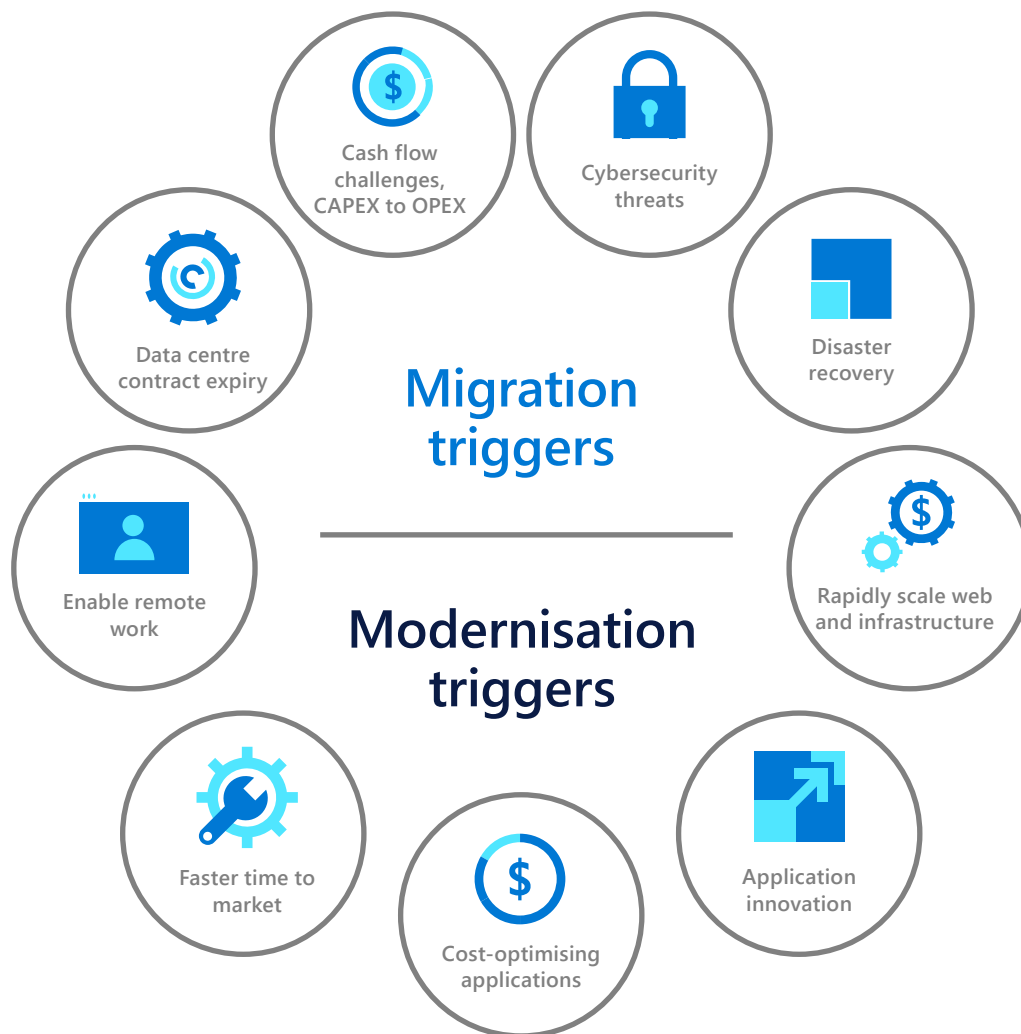 $
Cash flow
challenges,
CAPEX to OPEX
Cybersecurity
threats
Data centre
contract expiry
Disaster
recovery
Migration
triggers
Enable remote
work
$
Rapidly scale web
and infrastructure
Modernisation
triggers
Faster time to
market
$
Cost-optimising
applications
Application
innovation